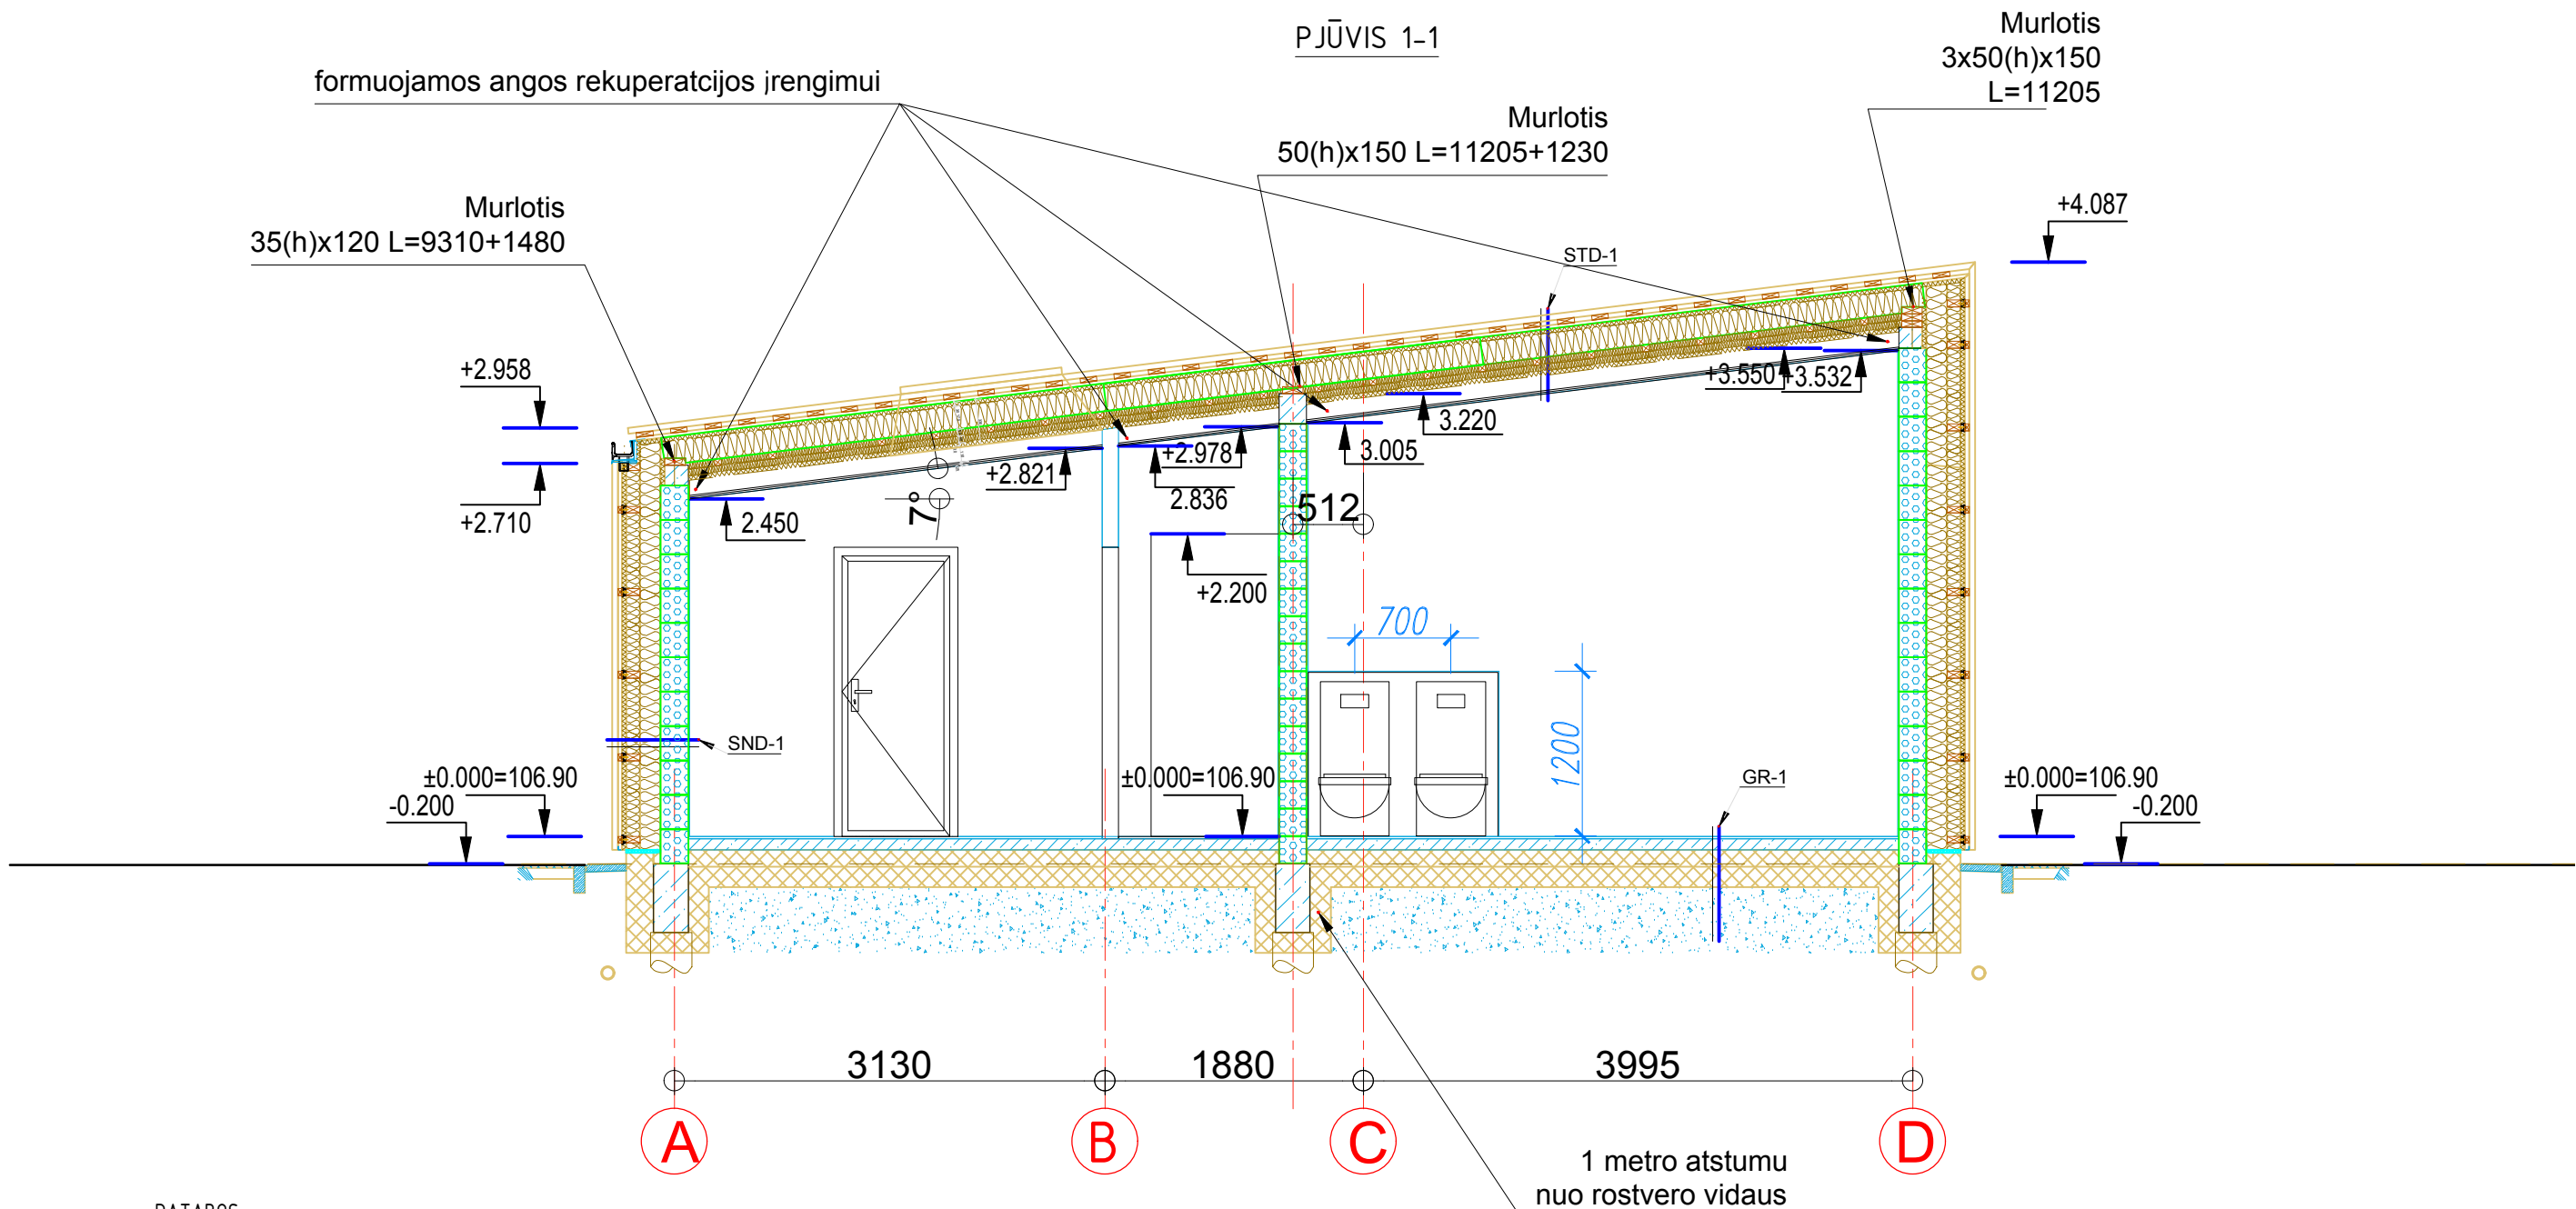 PJŪVIS 1-1
Murlotis
3x50(h)x150
L=11205
formuojamos angos rekuperatcijos įrengimui
Murlotis
50(h)x150 L=11205+1230
Murlotis
35(h)x120 L=9310+1480
+4.087
STD-1
+2.958
+3.550
+3.532
3.220
3.005
+2.978
+2.821
2.836
+2.710
2.450
7°
512
+2.200
700
1200
SND-1
GR-1
±0.000=106.90
-0.200
±0.000=106.90
±0.000=106.90
-0.200
3130
1880
3995
A
B
C
D
1 metro atstumu
nuo rostvero vidaus